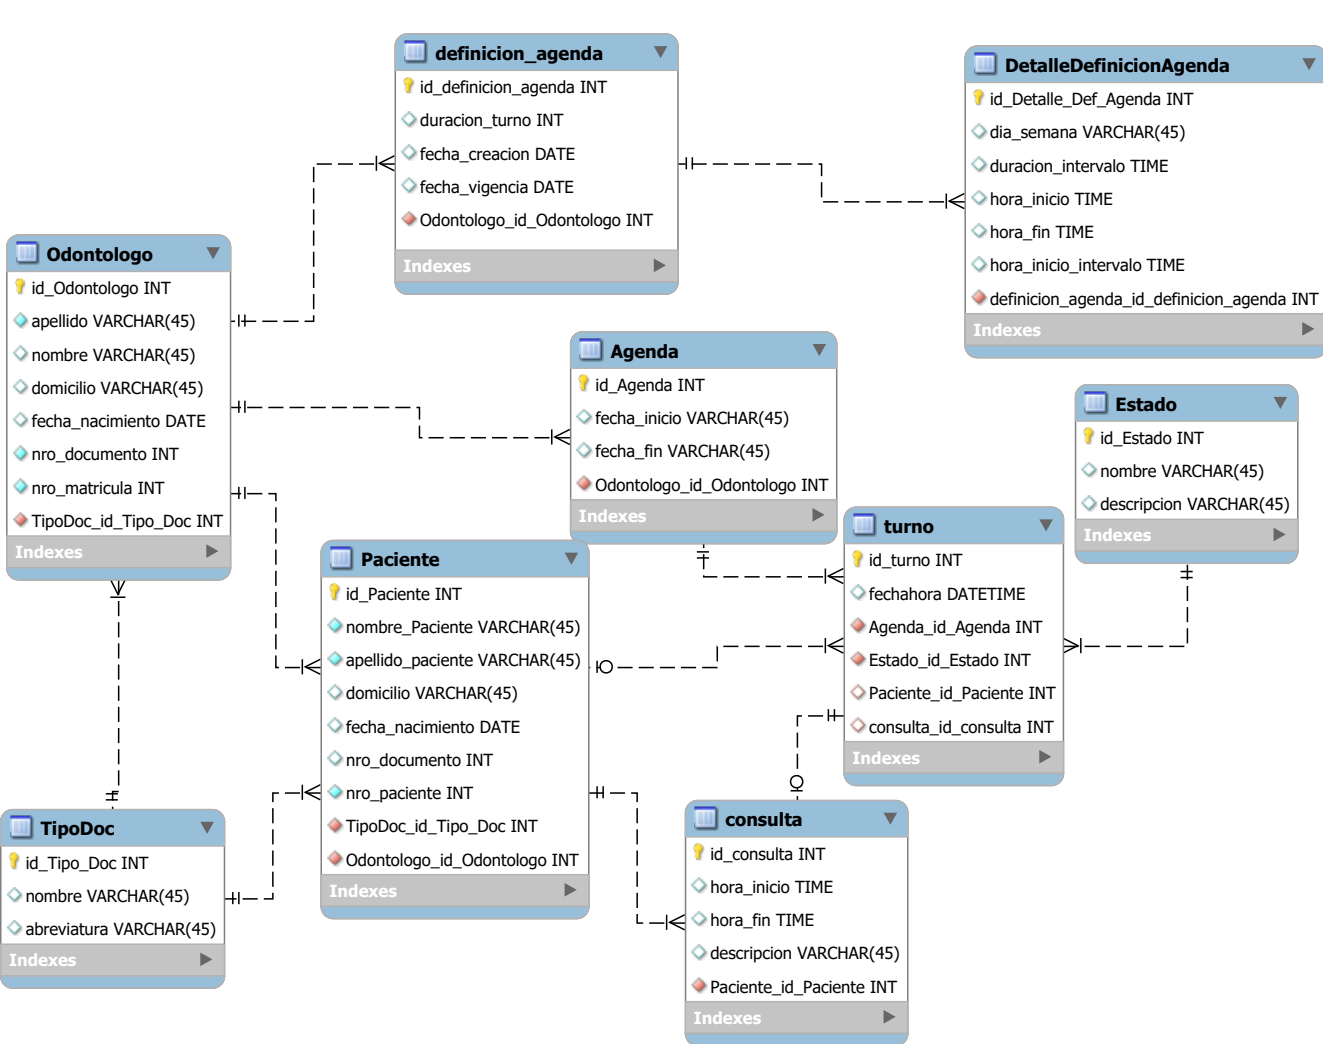 definicion_agenda
id_definicion_agenda INT
duracion_turno INT
fecha_creacion DATE
fecha_vigencia DATE
Odontologo_id_Odontologo INT
Indexes
DetalleDefinicionAgenda
id_Detalle_Def_Agenda INT
dia_semana VARCHAR(45)
duracion_intervalo TIME
hora_inicio TIME
hora_fin TIME
hora_inicio_intervalo TIME
definicion_agenda_id_definicion_agenda INT
Indexes
Odontologo
id_Odontologo INT
apellido VARCHAR(45)
nombre VARCHAR(45)
domicilio VARCHAR(45)
fecha_nacimiento DATE
nro_documento INT
nro_matricula INT
TipoDoc_id_Tipo_Doc INT
Indexes
Agenda
id_Agenda INT
fecha_inicio VARCHAR(45)
fecha_fin VARCHAR(45)
Odontologo_id_Odontologo INT
Indexes
Estado
id_Estado INT
nombre VARCHAR(45)
descripcion VARCHAR(45)
Indexes
turno
id_turno INT
fechahora DATETIME
Agenda_id_Agenda INT
Estado_id_Estado INT
Paciente_id_Paciente INT
consulta_id_consulta INT
Indexes
Paciente
id_Paciente INT
nombre_Paciente VARCHAR(45)
apellido_paciente VARCHAR(45)
domicilio VARCHAR(45)
fecha_nacimiento DATE
nro_documento INT
nro_paciente INT
TipoDoc_id_Tipo_Doc INT
Odontologo_id_Odontologo INT
Indexes
TipoDoc
id_Tipo_Doc INT
nombre VARCHAR(45)
abreviatura VARCHAR(45)
Indexes
consulta
id_consulta INT
hora_inicio TIME
hora_fin TIME
descripcion VARCHAR(45)
Paciente_id_Paciente INT
Indexes